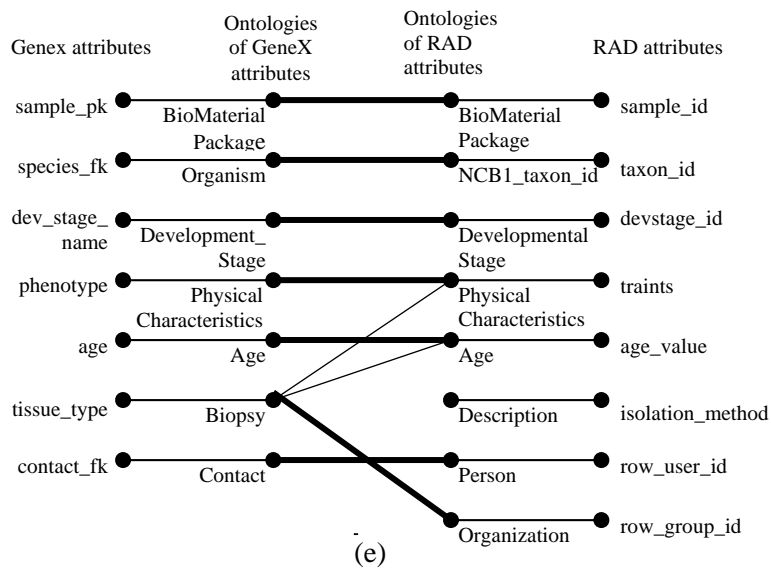 Genex attributes
Ontologies
of GeneX
attributes
Ontologies
of RAD
attributes
RAD attributes
sample_pk
BioMaterial
Package
BioMaterial
Package
sample_id
species_fk
Organism
NCB1_taxon_id
taxon_id
dev_stage_
name
Development_
Stage
Developmental
Stage
devstage_id
phenotype
Physical
Characteristics
Physical
Characteristics
traints
age
Age
Age
age_value
tissue_type
Biopsy
Description
isolation_method
contact_fk
Contact
Person
row_user_id
Organization
row_group_id
(e)